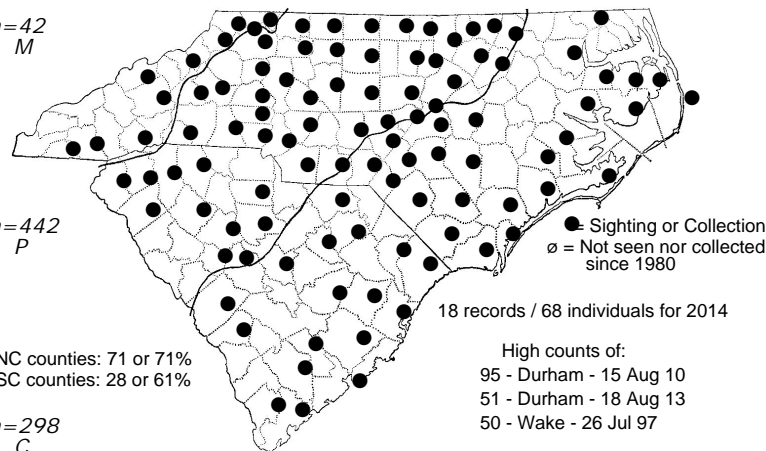 =42
M
=442
P
= Sighting or Collection
ø = Not seen nor collected
since 1980
18 records / 68 individuals for 2014
NC counties: 71 or 71%
SC counties: 28 or 61%
High counts of:
95 - Durham - 15 Aug 10
51 - Durham - 18 Aug 13
50 - Wake - 26 Jul 97
=298
C